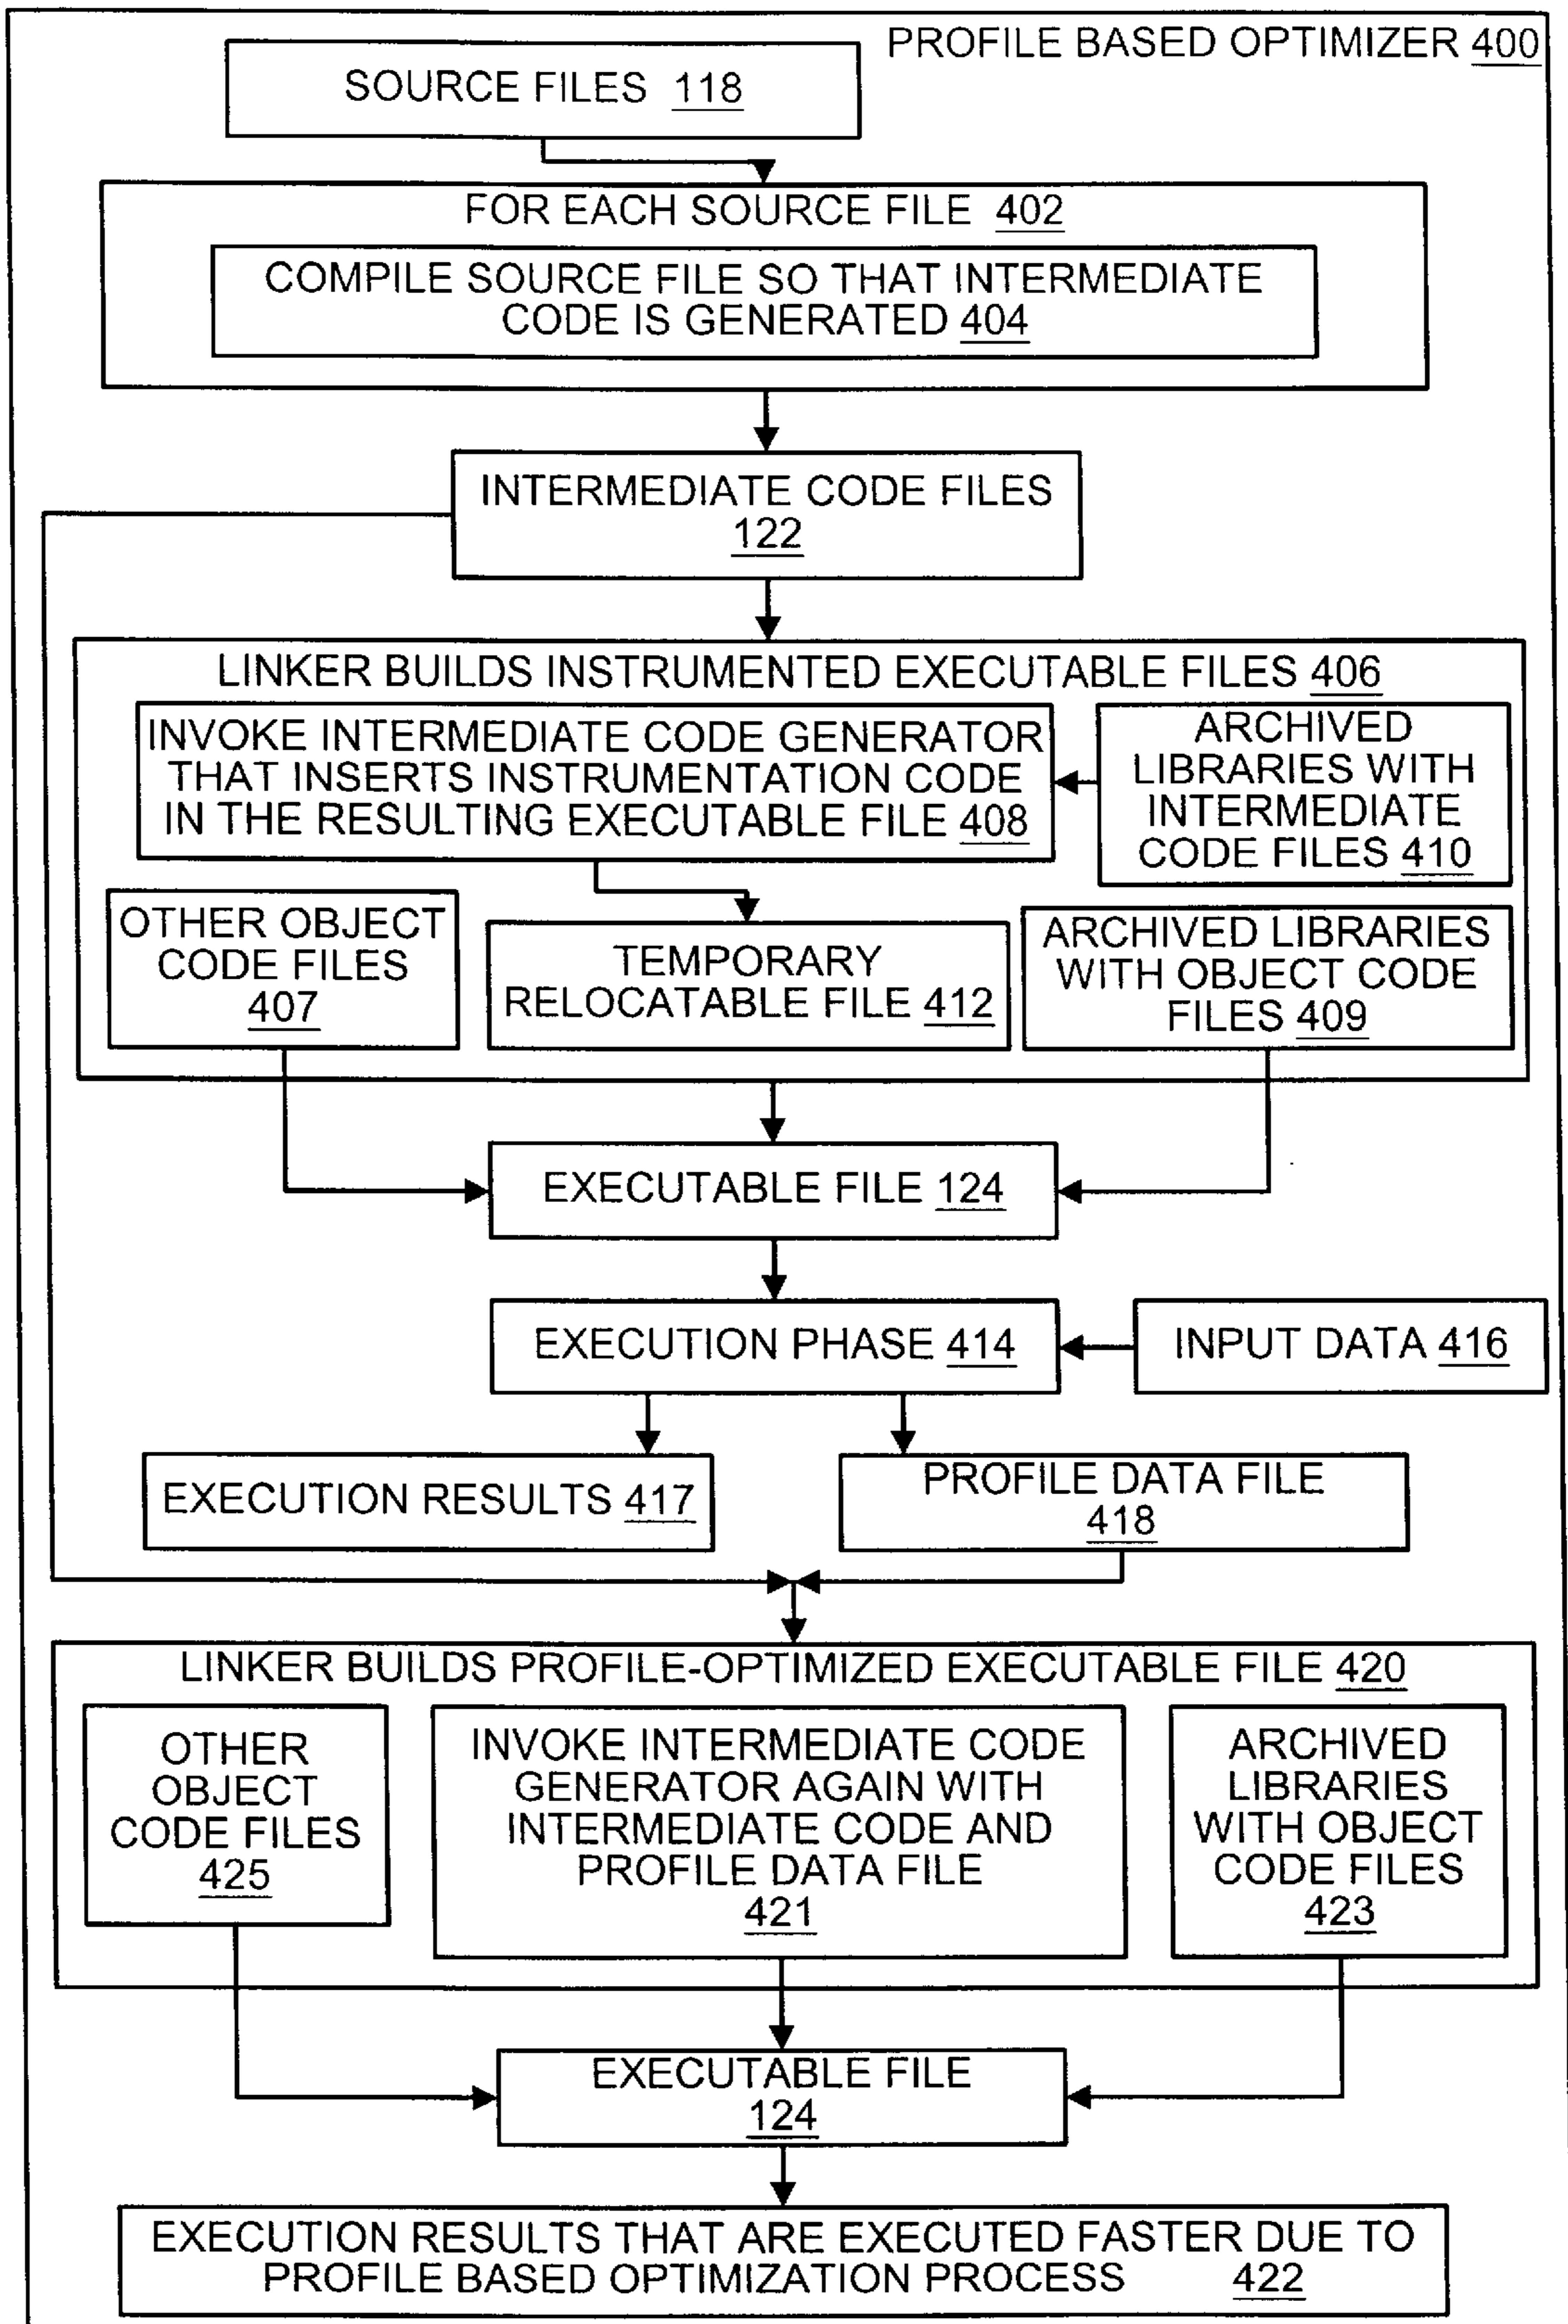 PROFILE BASED OPTIMIZER 400
SOURCE FILES 118
FOR EACH SOURCE FILE 402
COMPILE SOURCE FILE SO THAT INTERMEDIATE
CODE IS GENERATED 404
INTERMEDIATE CODE FILES
122
LINKER BUILDS INSTRUMENTED EXECUTABLE FILES 406
INVOKE INTERMEDIATE CODE GENERATOR
THAT INSERTS INSTRUMENTATION CODE
IN THE RESULTING EXECUTABLE FILE 408
ARCHIVED
LIBRARIES WITH
INTERMEDIATE
CODE FILES 410
OTHER OBJECT
CODE FILES
407
TEMPORARY
RELOCATABLE FILE 412
ARCHIVED LIBRARIES
WITH OBJECT CODE
FILES 409
EXECUTABLE FILE 124
EXECUTION PHASE 414
INPUT DATA 416
EXECUTION RESULTS 417
PROFILE DATA FILE
418
LINKER BUILDS PROFILE-OPTIMIZED EXECUTABLE FILE 420
OTHER
OBJECT
CODE FILES
425
INVOKE INTERMEDIATE CODE
GENERATOR AGAIN WITH
INTERMEDIATE CODE AND
PROFILE DATA FILE
421
ARCHIVED
LIBRARIES
WITH OBJECT
CODE FILES
423
EXECUTABLE FILE
124
EXECUTION RESULTS THAT ARE EXECUTED FASTER DUE TO
PROFILE BASED OPTIMIZATION PROCESS 422